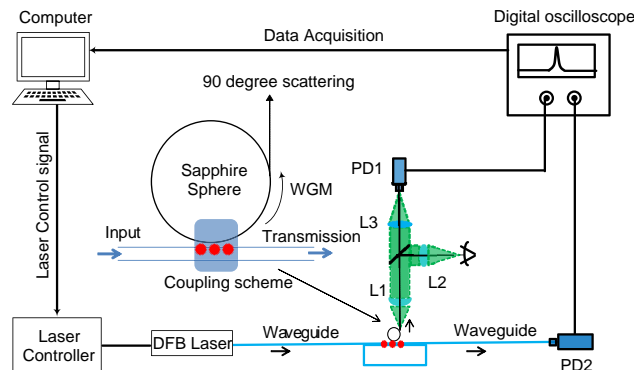 Computer
Digital oscilloscope
Data Acquisition
90 degree scattering
Laser Control signal
Sapphire
Sphere
WGM
PD1
L3
Input
Transmission
Coupling scheme
L1
L2
Laser
Controller
DFB Laser
Waveguide
Waveguide
PD2